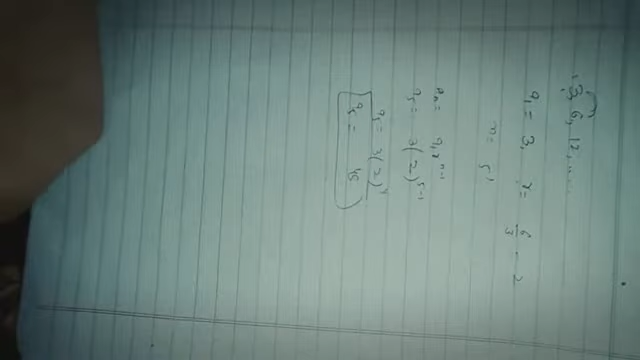 3, 6, 12, ......
a₁ = 3, r = 6/3 = 2
n = 5
aₙ = a₁rⁿ⁻¹
a₅ = 3(2)⁵⁻¹
a₅ = 3(2)⁴
a₅ = 48